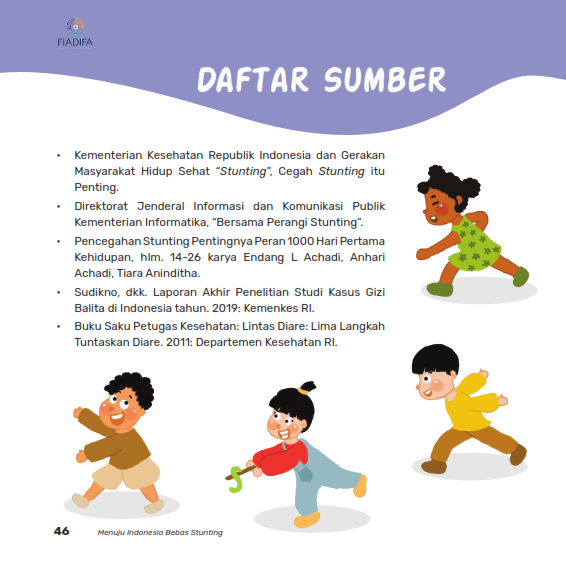 FIADIFA
DAFTAR SUMBER
• Kementerian Kesehatan Republik Indonesia dan Gerakan
Masyarakat Hidup Sehat “Stunting”, Cegah Stunting itu
Penting.
• Direktorat Jenderal Informasi dan Komunikasi Publik
Kementerian Informatika, “Bersama Perangi Stunting”.
• Pencegahan Stunting Pentingnya Peran 1000 Hari Pertama
Kehidupan, hlm. 14-26 karya Endang L Achadi, Anhari
Achadi, Tiara Aninditha.
• Sudikno, dkk. Laporan Akhir Penelitian Studi Kasus Gizi
Balita di Indonesia tahun. 2019: Kemenkes RI.
• Buku Saku Petugas Kesehatan: Lintas Diare: Lima Langkah
Tuntaskan Diare. 2011: Departemen Kesehatan RI.
46 Menuju Indonesia Bebas Stunting